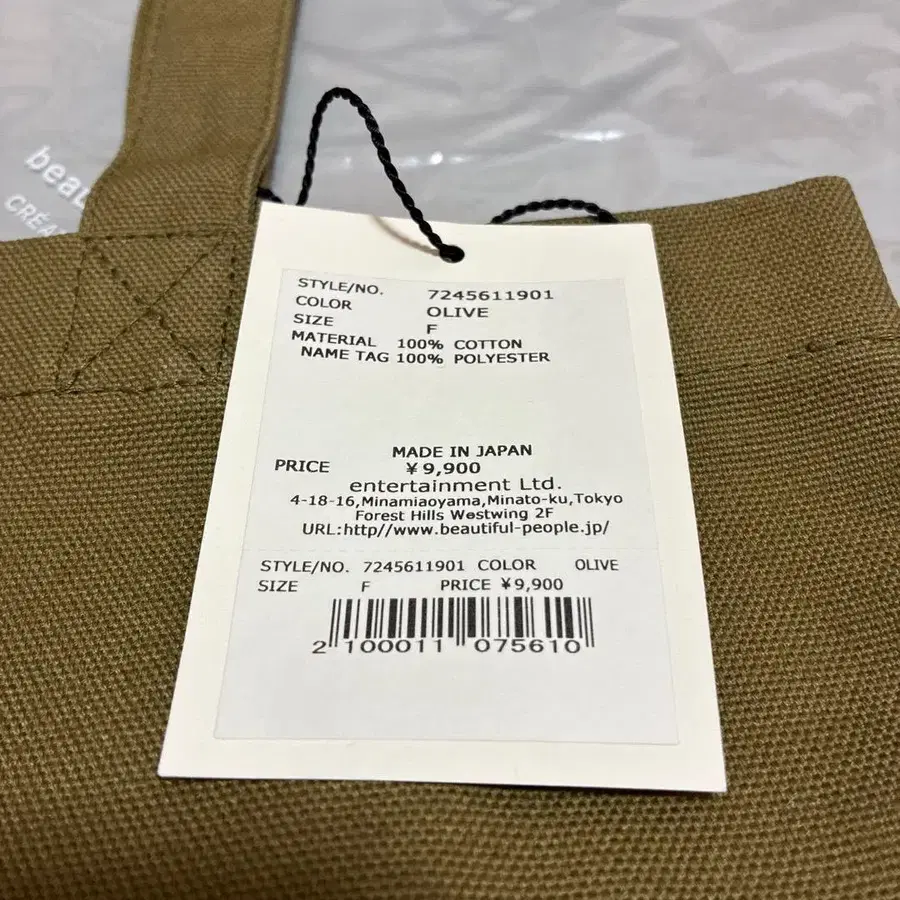 STYLE/NO. 7245611901
COLOR OLIVE
SIZE F
MATERIAL 100% COTTON
NAME TAG 100% POLYESTER
MADE IN JAPAN
PRICE ¥9,900
entertainment Ltd.
4-18-16,Minamiaoyama,Minato-ku,Tokyo
Forest Hills Westwing 2F
URL:http//www.beautiful-people.jp/
STYLE/NO. 7245611901 COLOR OLIVE
SIZE F PRICE ¥9,900
2 100011 075610